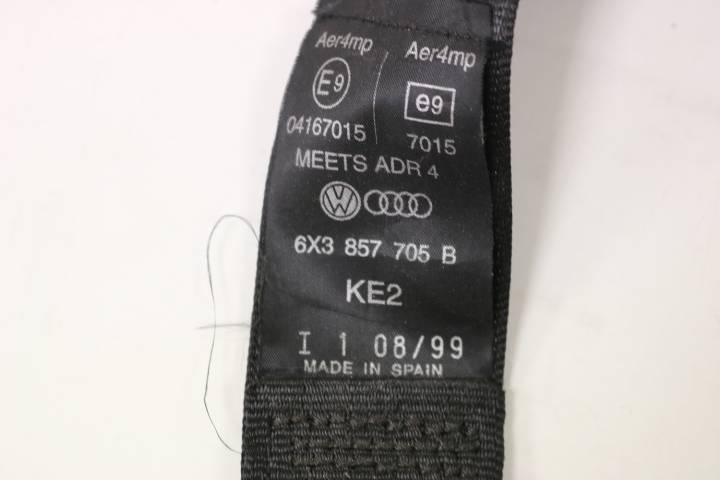 Aer4mp Aer4mp
E9 e9
04167015 7015
MEETS ADR 4
VW
6X3 857 705 B
KE2
I 1 08/99
MADE IN SPAIN